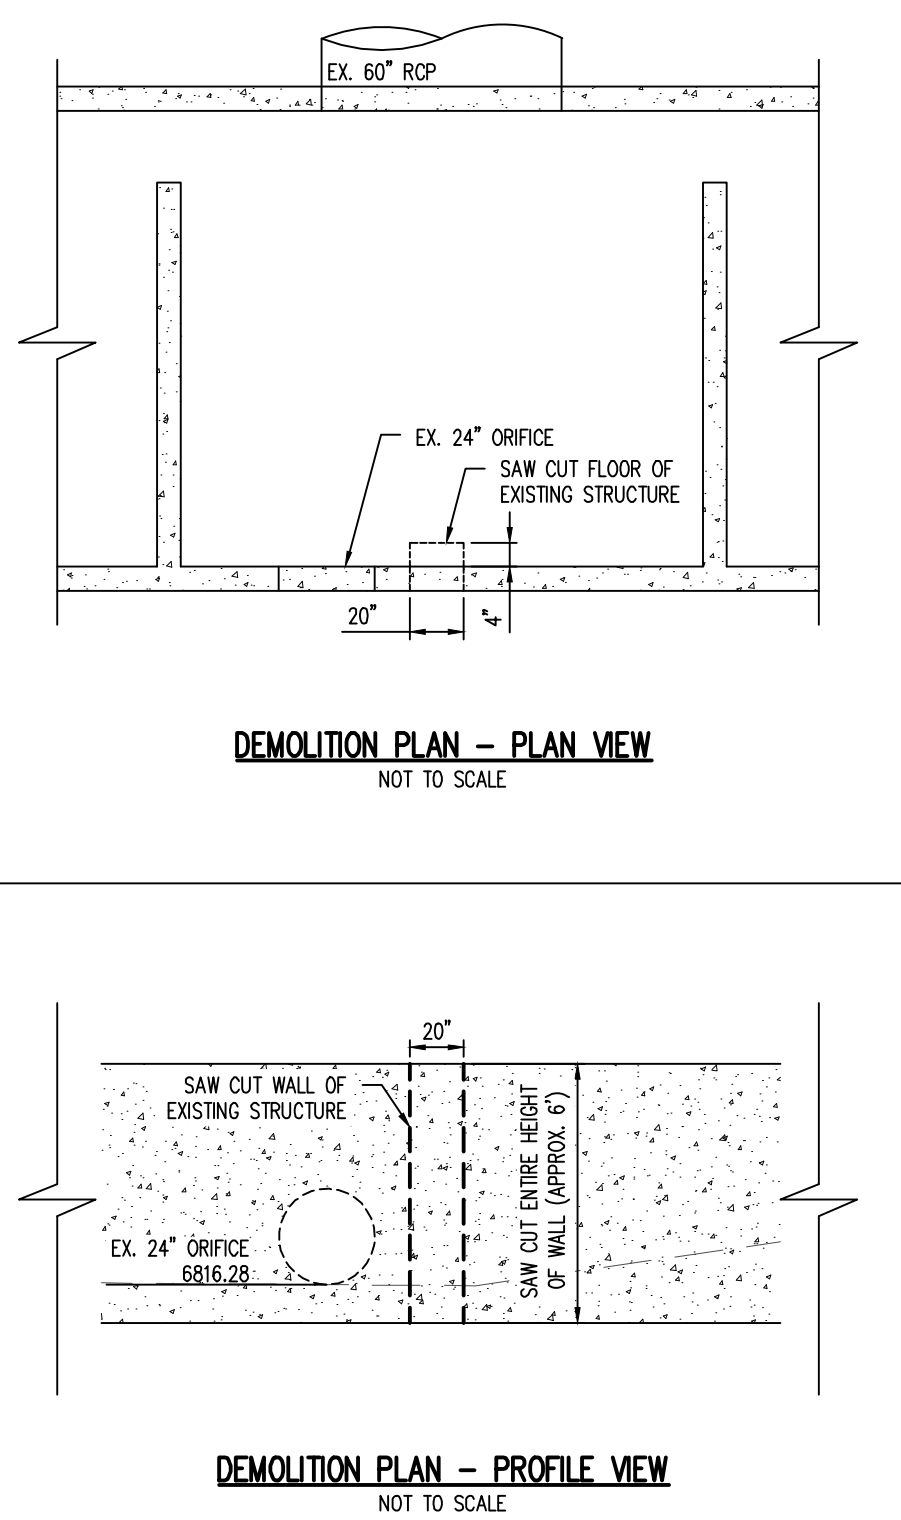 EX. 60" RCP
EX. 24" ORIFICE
SAW CUT FLOOR OF
EXISTING STRUCTURE
20"
4"
DEMOLITION PLAN - PLAN VIEW
NOT TO SCALE
20"
SAW CUT WALL OF
EXISTING STRUCTURE
SAW CUT ENTIRE HEIGHT
OF WALL (APPROX. 6')
EX. 24" ORIFICE
6816.28
DEMOLITION PLAN - PROFILE VIEW
NOT TO SCALE